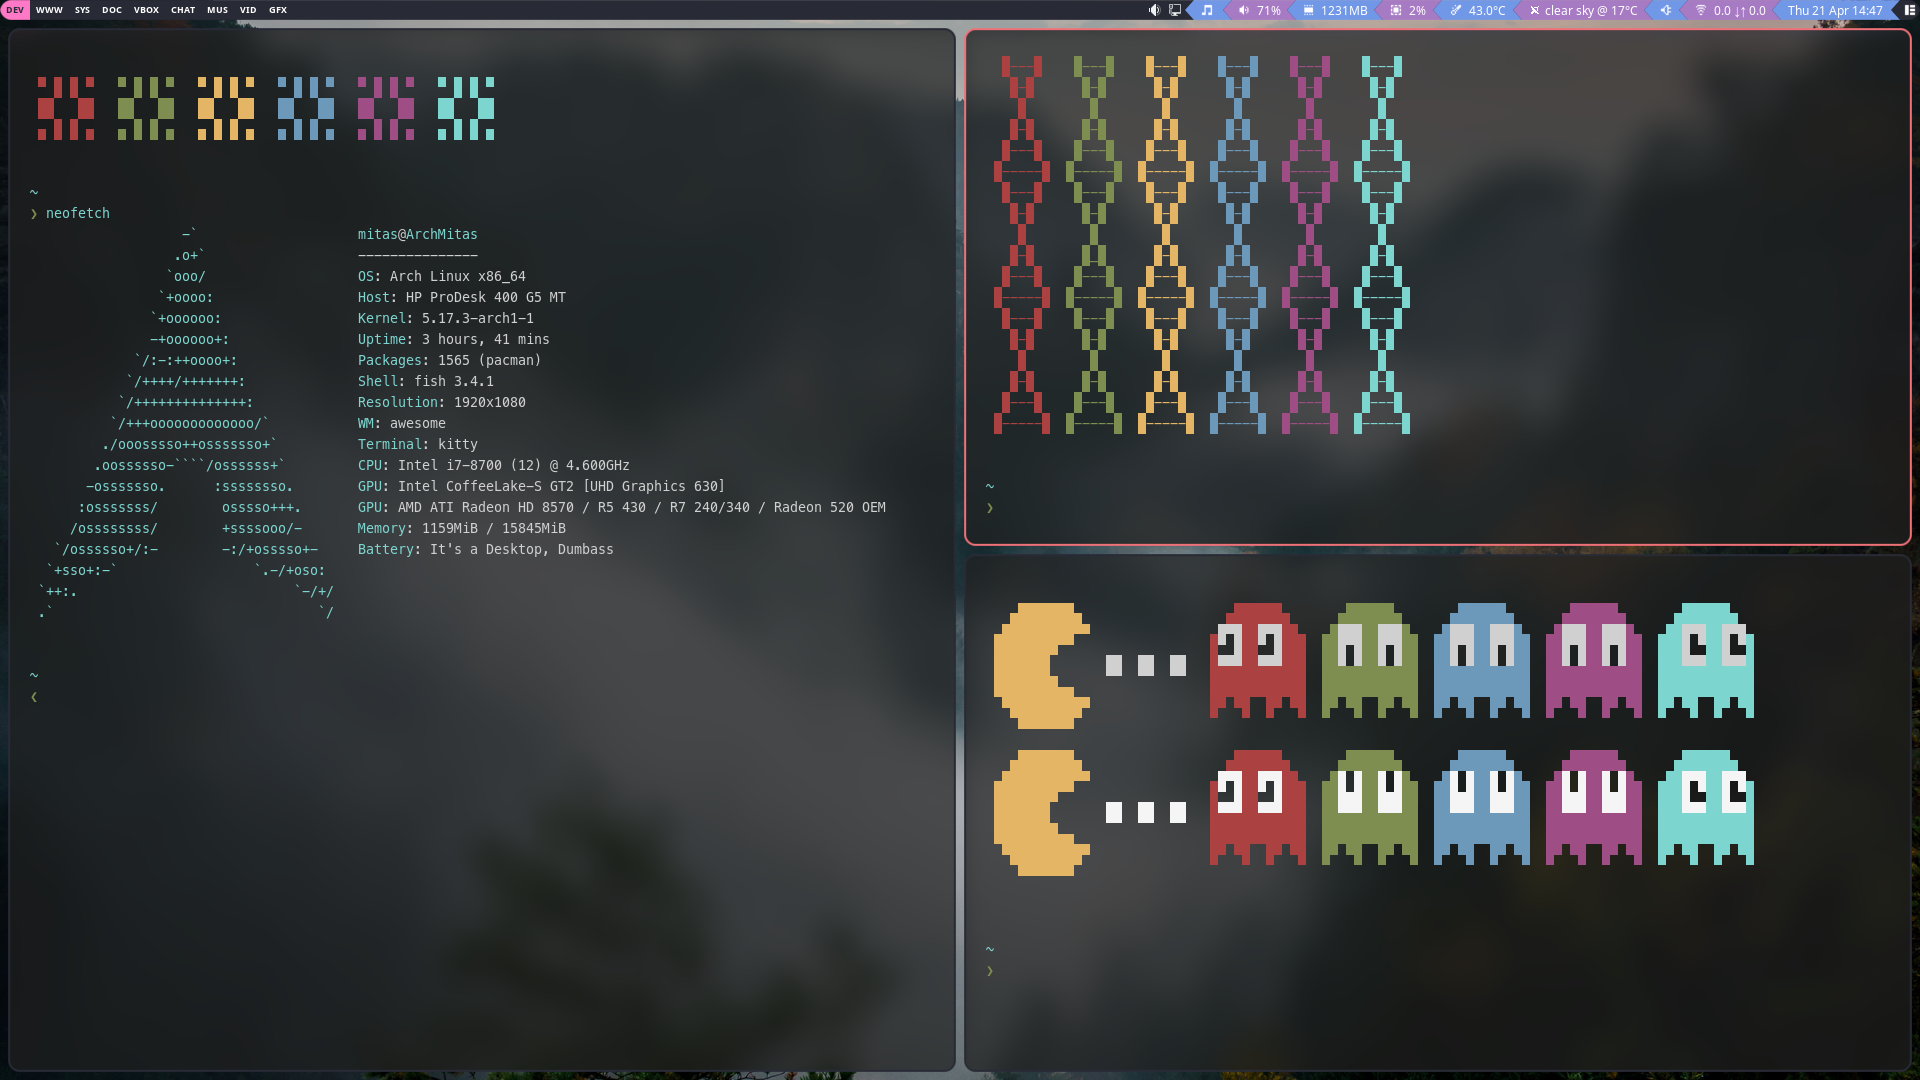 DEV WWW SYS DOC VBOX CHAT MUS VID GFX
71% 1231MB 2% 43.0°C clear sky @ 17°C 0.0 ↓↑ 0.0 Thu 21 Apr 14:47
~
❯ neofetch
-`
.o+`
`ooo/
`+oooo:
`+oooooo:
-+oooooo+:
`/:-:++oooo+:
`/++++/+++++++:
`/++++++++++++++:
`/+++ooooooooooooo/`
./ooosssso++osssssso+`
.oossssso-````/ossssss+`
-osssssso.      :ssssssso.
:osssssss/        osssso+++.
/ossssssss/        +ssssooo/-
`/ossssso+/:-        -:/+osssso+-
`+sso+:-`                 `.-/+oso:
`++:.                           `-/+/
.`                                 `/
mitas@ArchMitas
---------------
OS: Arch Linux x86_64
Host: HP ProDesk 400 G5 MT
Kernel: 5.17.3-arch1-1
Uptime: 3 hours, 41 mins
Packages: 1565 (pacman)
Shell: fish 3.4.1
Resolution: 1920x1080
WM: awesome
Terminal: kitty
CPU: Intel i7-8700 (12) @ 4.600GHz
GPU: Intel CoffeeLake-S GT2 [UHD Graphics 630]
GPU: AMD ATI Radeon HD 8570 / R5 430 / R7 240/340 / Radeon 520 OEM
Memory: 1159MiB / 15845MiB
Battery: It's a Desktop, Dumbass
~
❮
~
❯
~
❯